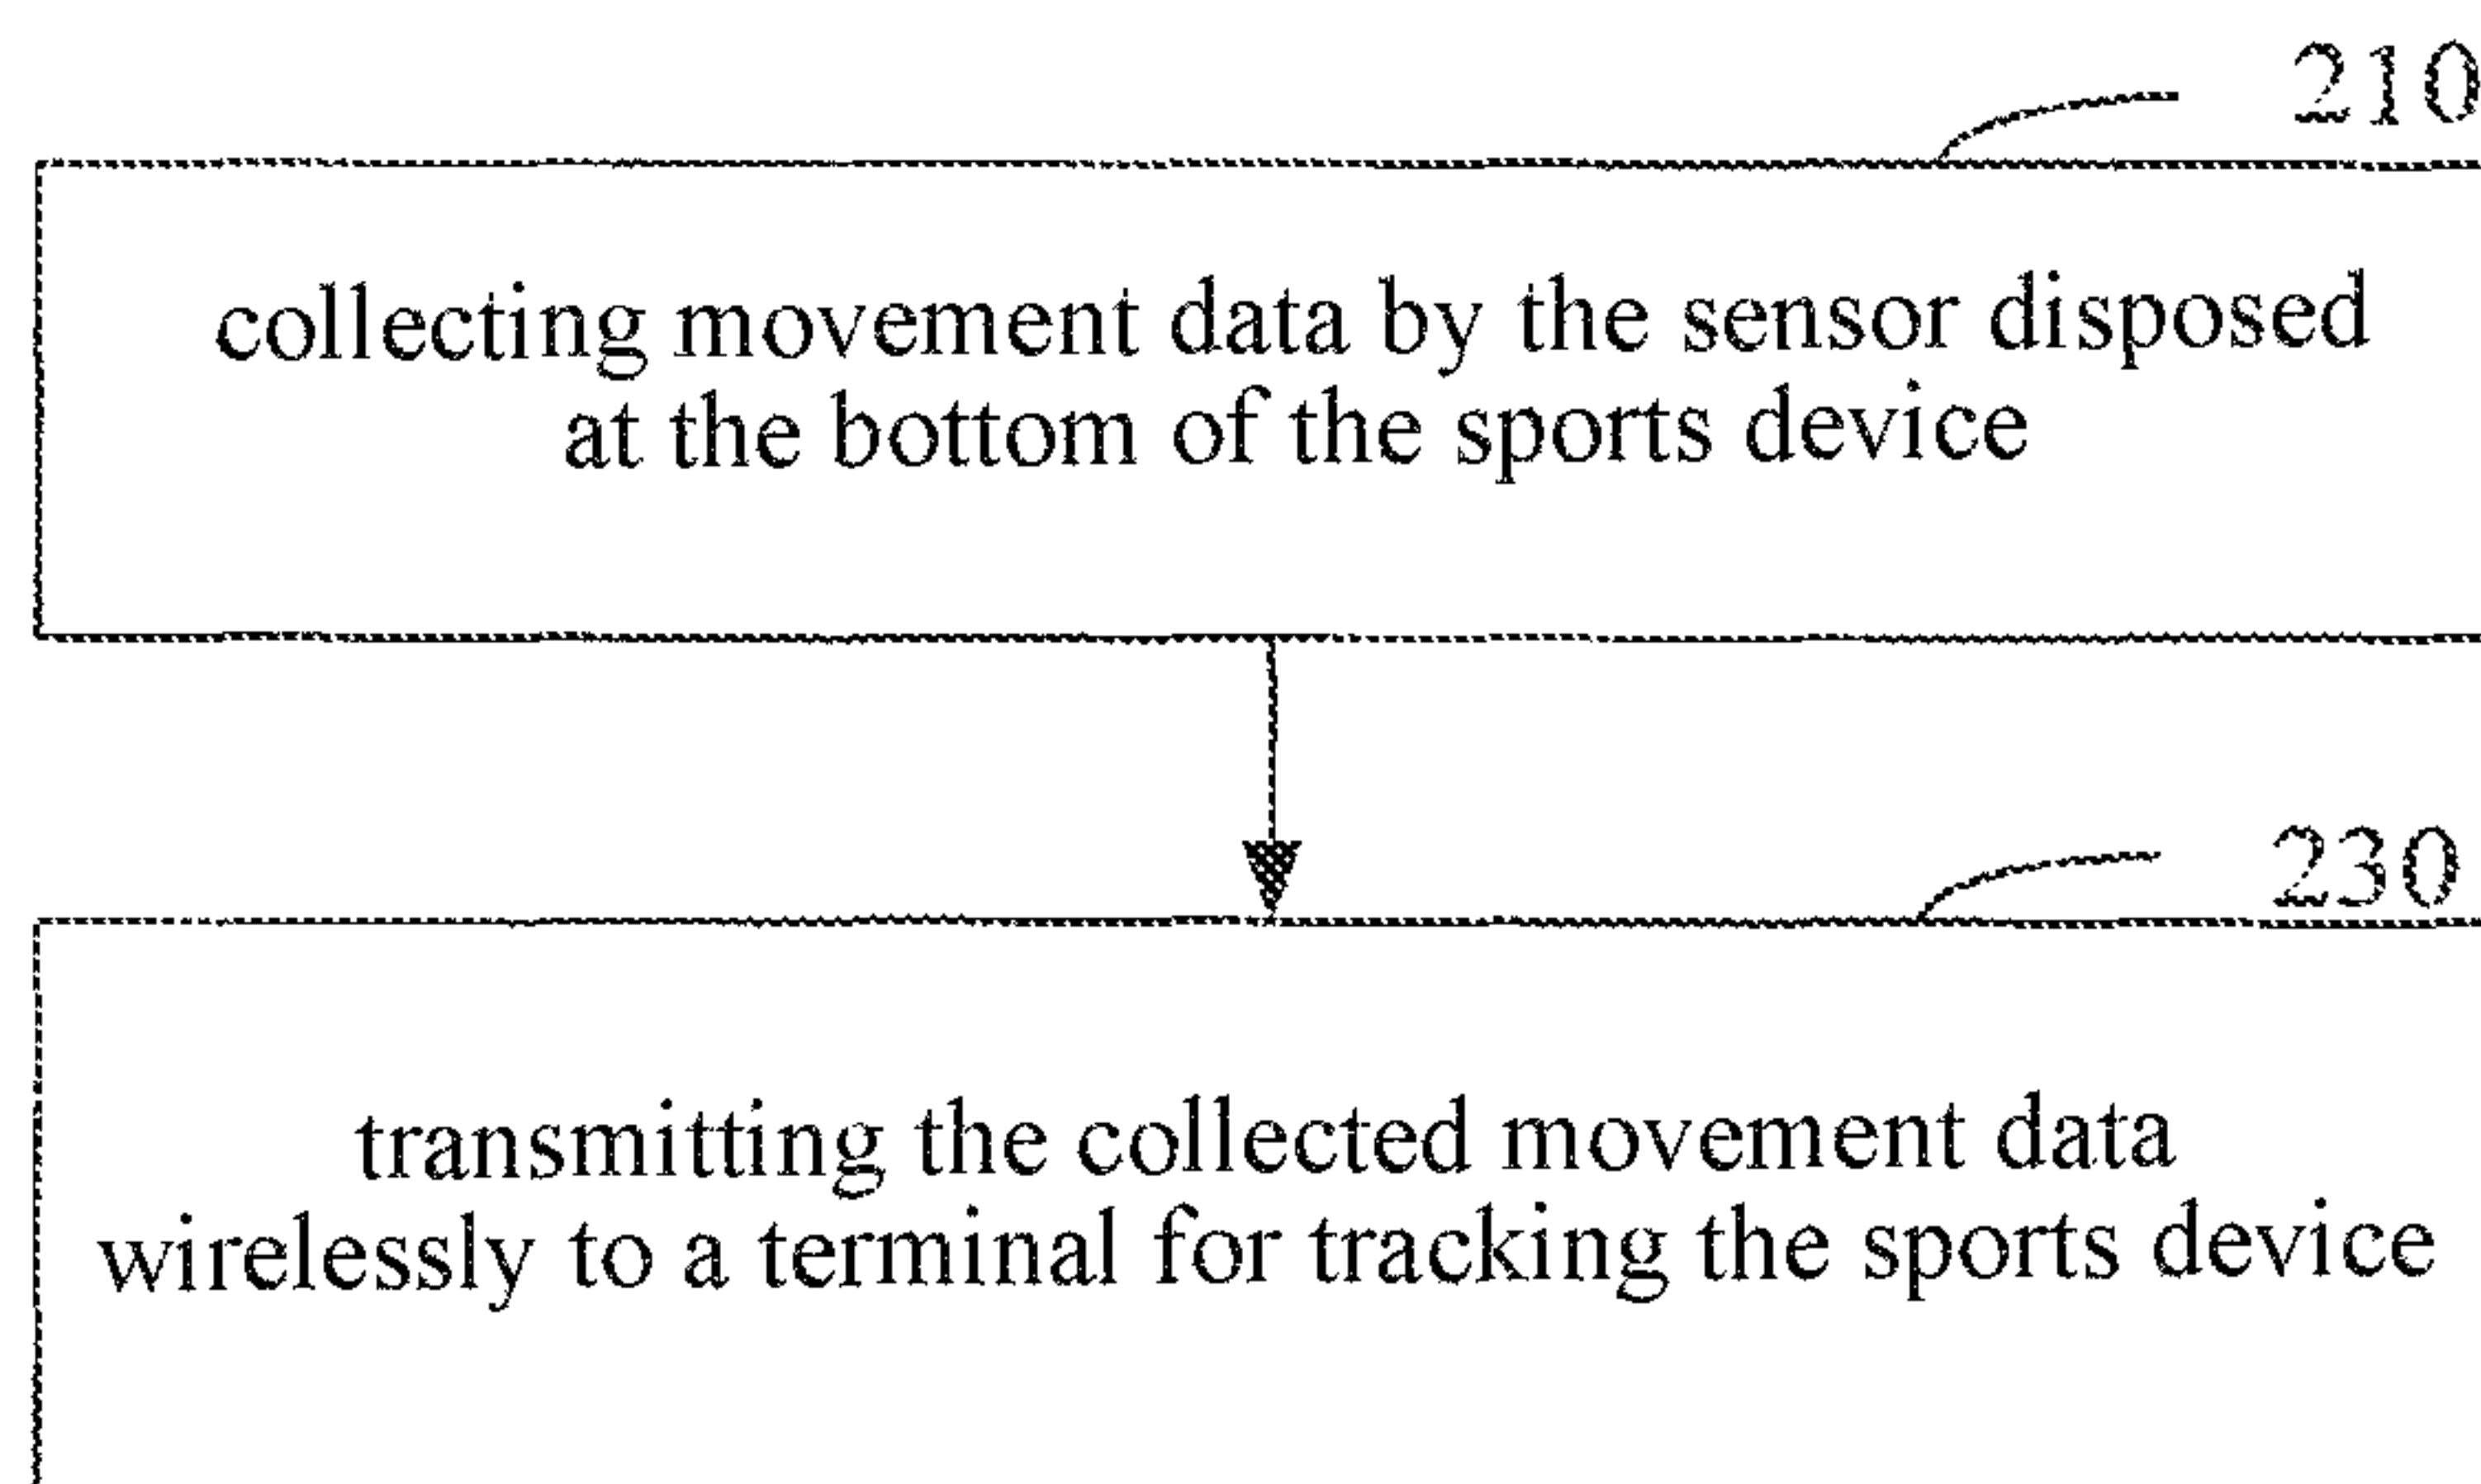 210
collecting movement data by the sensor disposed
at the bottom of the sports device
230
transmitting the collected movement data
wirelessly to a terminal for tracking the sports device